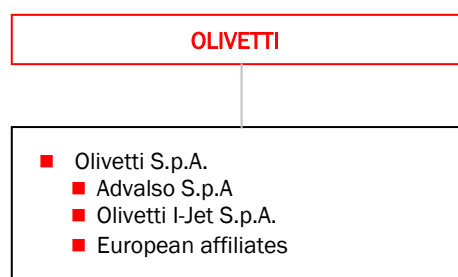 OLIVETTI
Olivetti S.p.A.
Advalso S.p.A
Olivetti I-Jet S.p.A.
European affiliates